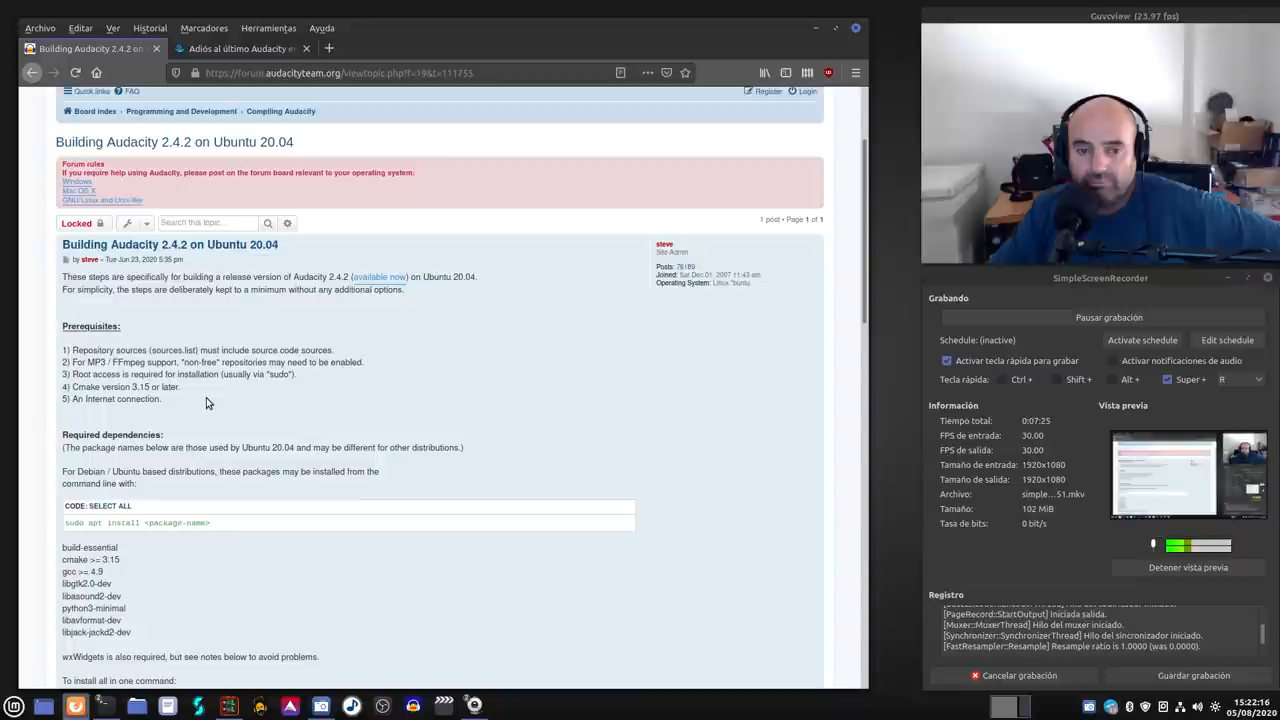 Archivo Editar Ver Historial Marcadores Herramientas Ayuda
Building Audacity 2.4.2 on
Adiós al último Audacity e
https://forum.audacityteam.org/viewtopic.php?f=19&t=111755
Quick links FAQ Register Login
Board index Programming and Development Compiling Audacity
Building Audacity 2.4.2 on Ubuntu 20.04
Forum rules
If you require help using Audacity, please post on the forum board relevant to your operating system:
Windows
Mac OS X
GNU/Linux and Unix-like
Locked
Search this topic…
1 post • Page 1 of 1
Building Audacity 2.4.2 on Ubuntu 20.04
by steve » Tue Jun 23, 2020 5:35 pm
These steps are specifically for building a release version of Audacity 2.4.2 (available now) on Ubuntu 20.04.
For simplicity, the steps are deliberately kept to a minimum without any additional options.
steve
Site Admin
Posts: 76189
Joined: Sat Dec 01, 2007 11:43 am
Operating System: Linux *buntu
Prerequisites:
1) Repository sources (sources.list) must include source code sources.
2) For MP3 / FFmpeg support, "non-free" repositories may need to be enabled.
3) Root access is required for installation (usually via "sudo").
4) Cmake version 3.15 or later.
5) An Internet connection.
Required dependencies:
(The package names below are those used by Ubuntu 20.04 and may be different for other distributions.)
For Debian / Ubuntu based distributions, these packages may be installed from the
command line with:
CODE: SELECT ALL
sudo apt install <package-name>
build-essential
cmake >= 3.15
gcc >= 4.9
libgtk2.0-dev
libasound2-dev
python3-minimal
libavformat-dev
libjack-jackd2-dev
wxWidgets is also required, but see notes below to avoid problems.
To install all in one command:
Guvcview (23,97 fps)
SimpleScreenRecorder
Grabando
Pausar grabación
Schedule: (inactive)
Activate schedule
Edit schedule
Activar tecla rápida para grabar
Activar notificaciones de audio
Tecla rápida: Ctrl + Shift + Alt + Super + R
Información
Vista previa
Tiempo total: 0:07:25
FPS de entrada: 30.00
FPS de salida: 30.00
Tamaño de entrada: 1920x1080
Tamaño de salida: 1920x1080
Archivo: simple...51.mkv
Tamaño: 102 MiB
Tasa de bits: 0 bit/s
Detener vista previa
Registro
[PageRecord::StartOutput] Iniciada salida.
[Muxer::MuxerThread] Hilo del muxer iniciado.
[Synchronizer::SynchronizerThread] Hilo del sincronizador iniciado.
[FastResampler::Resample] Resample ratio is 1.0000 (was 0.0000).
Cancelar grabación
Guardar grabación
15:22:16
05/08/2020